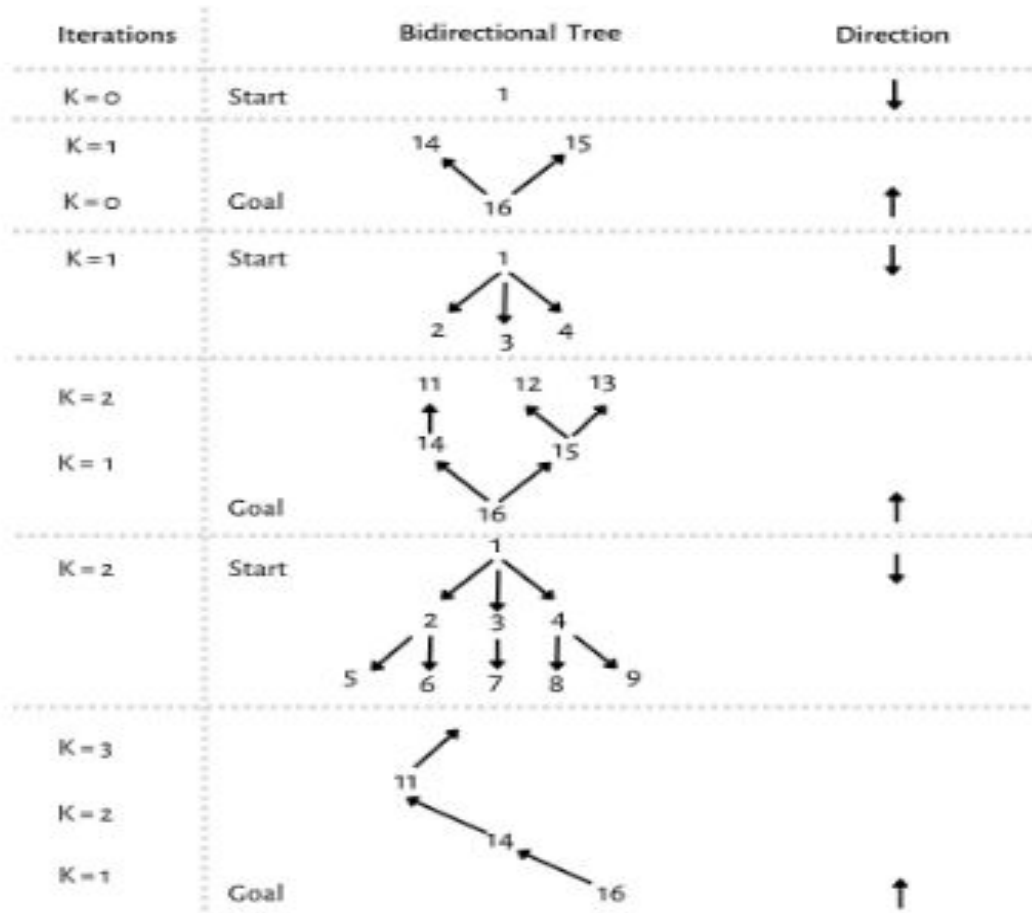 Iterations Bidirectional Tree Direction
K = 0 Start 1
K = 1 14 15
K = 0 Goal 16
K = 1 Start 1
2 3 4
K = 2 11 12 13
K = 1 14 15
Goal 16
K = 2 Start 1
2 3 4
5 6 7 8 9
K = 3
11
K = 2 14
K = 1 Goal 16